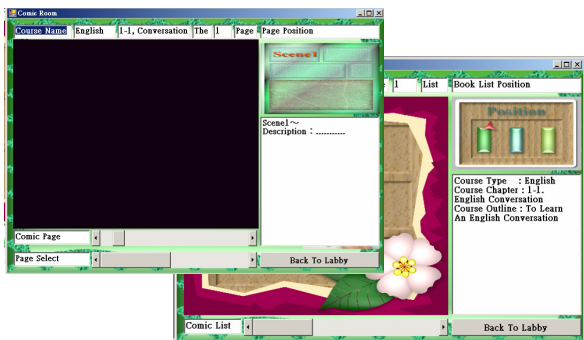 Comic Room
Course Name English 1-1, Conversation The 1 Page Page Position
Scene1
Scene1～
Description : ...........
Comic Page
Page Select
Back To Labby
1 List Book List Position
Position
Course Type : English
Course Chapter : 1-1.
English Conversation
Course Outline : To Learn
An English Conversation
Comic List
Back To Labby